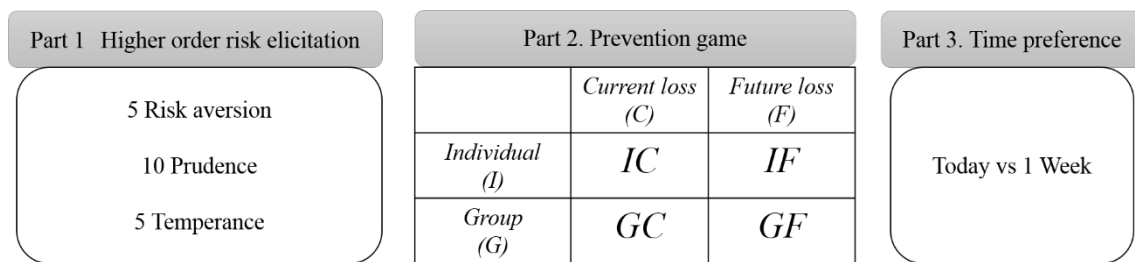 Part 1 Higher order risk elicitation
5 Risk aversion
10 Prudence
5 Temperance
Part 2. Prevention game
Current loss (C)
Future loss (F)
Individual (I)
IC
IF
Group (G)
GC
GF
Part 3. Time preference
Today vs 1 Week